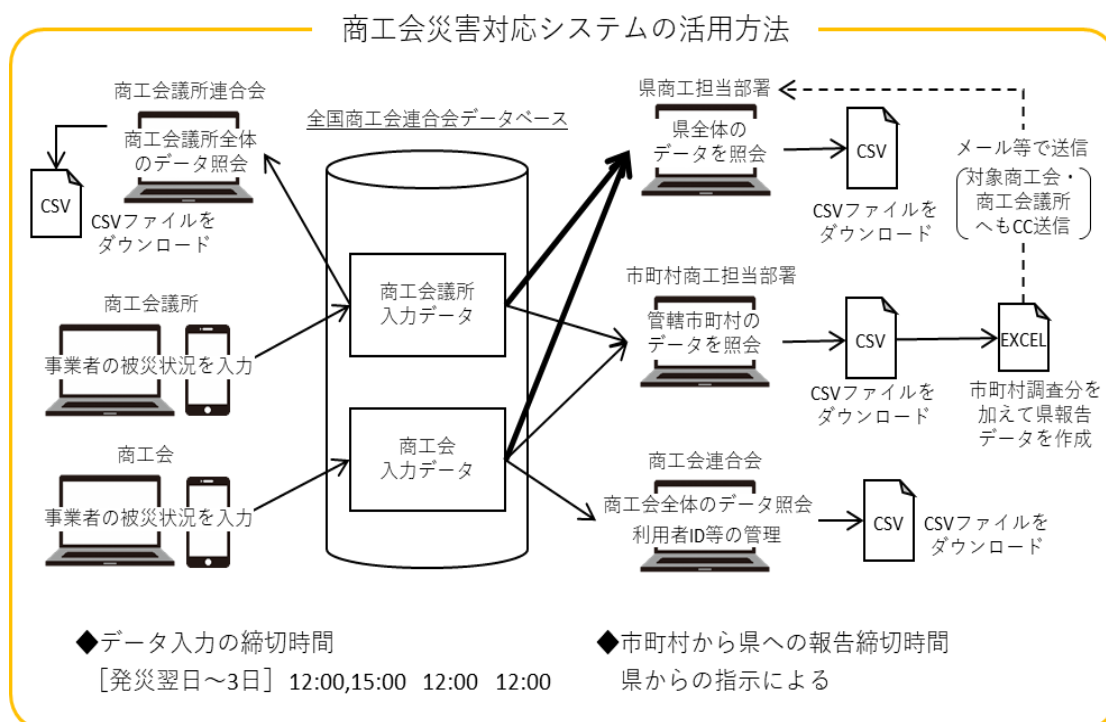 商工会災害対応システムの活用方法
商工会議所連合会
商工会議所全体
のデータ照会
CSV
CSVファイルを
ダウンロード
商工会議所
事業者の被災状況を入力
商工会
事業者の被災状況を入力
全国商工会連合会データベース
商工会議所
入力データ
商工会
入力データ
県商工担当部署
県全体の
データを照会
CSV
CSVファイルを
ダウンロード
メール等で送信
対象商工会・
商工会議所
へもCC送信
市町村商工担当部署
管轄市町村の
データを照会
CSV
CSVファイルを
ダウンロード
EXCEL
市町村調査分を
加えて県報告
データを作成
商工会連合会
商工会全体のデータ照会
利用者ID等の管理
CSV
CSVファイルを
ダウンロード
◆データ入力の締切時間
［発災翌日～3日］ 12:00,15:00 12:00 12:00
◆市町村から県への報告締切時間
県からの指示による